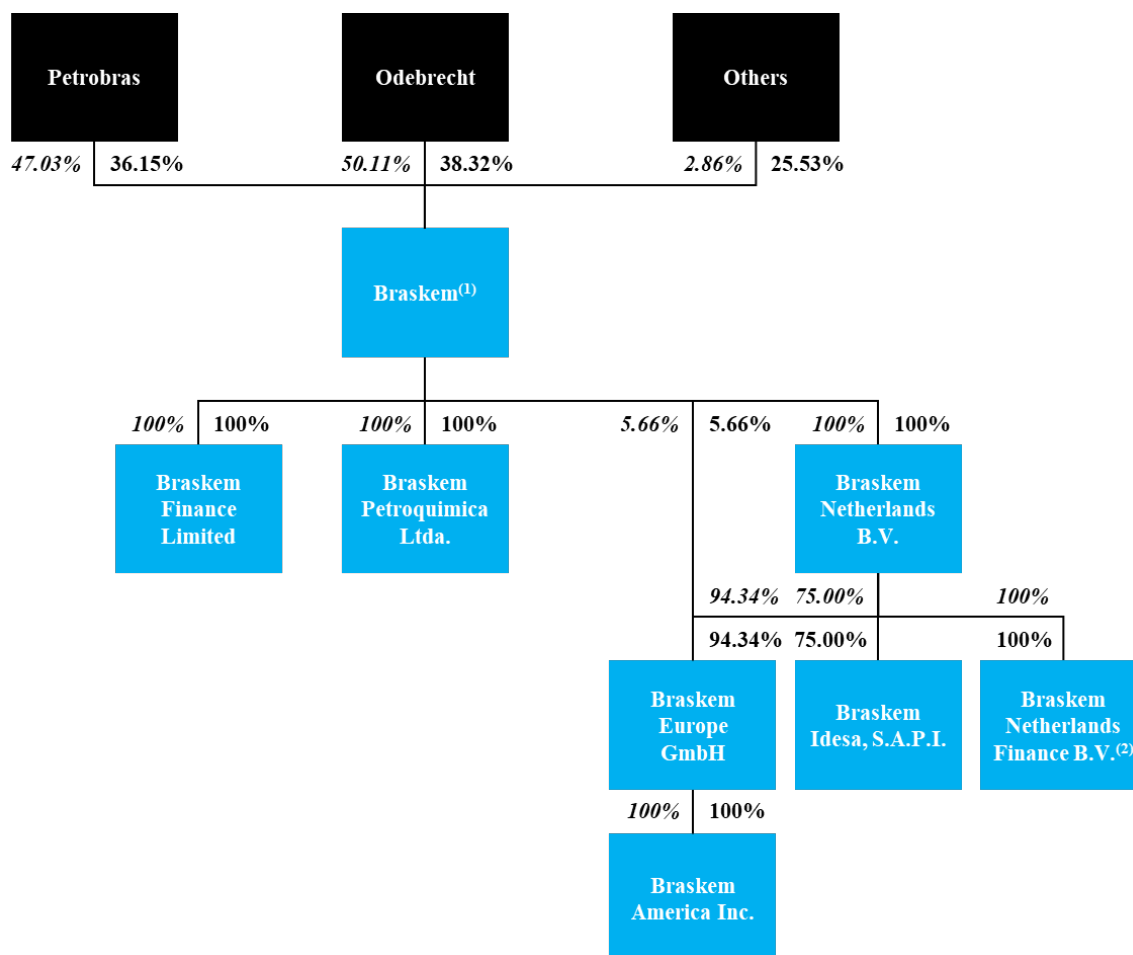 Petrobras
Odebrecht
Others
47.03% 36.15%
50.11% 38.32%
2.86% 25.53%
Braskem(1)
100% 100%
100% 100%
5.66% 5.66%
100% 100%
Braskem
Finance
Limited
Braskem
Petroquimica
Ltda.
Braskem
Netherlands
B.V.
94.34% 75.00% 100%
94.34% 75.00% 100%
Braskem
Europe
GmbH
Braskem
Idesa, S.A.P.I.
Braskem
Netherlands
Finance B.V.(2)
100% 100%
Braskem
America Inc.